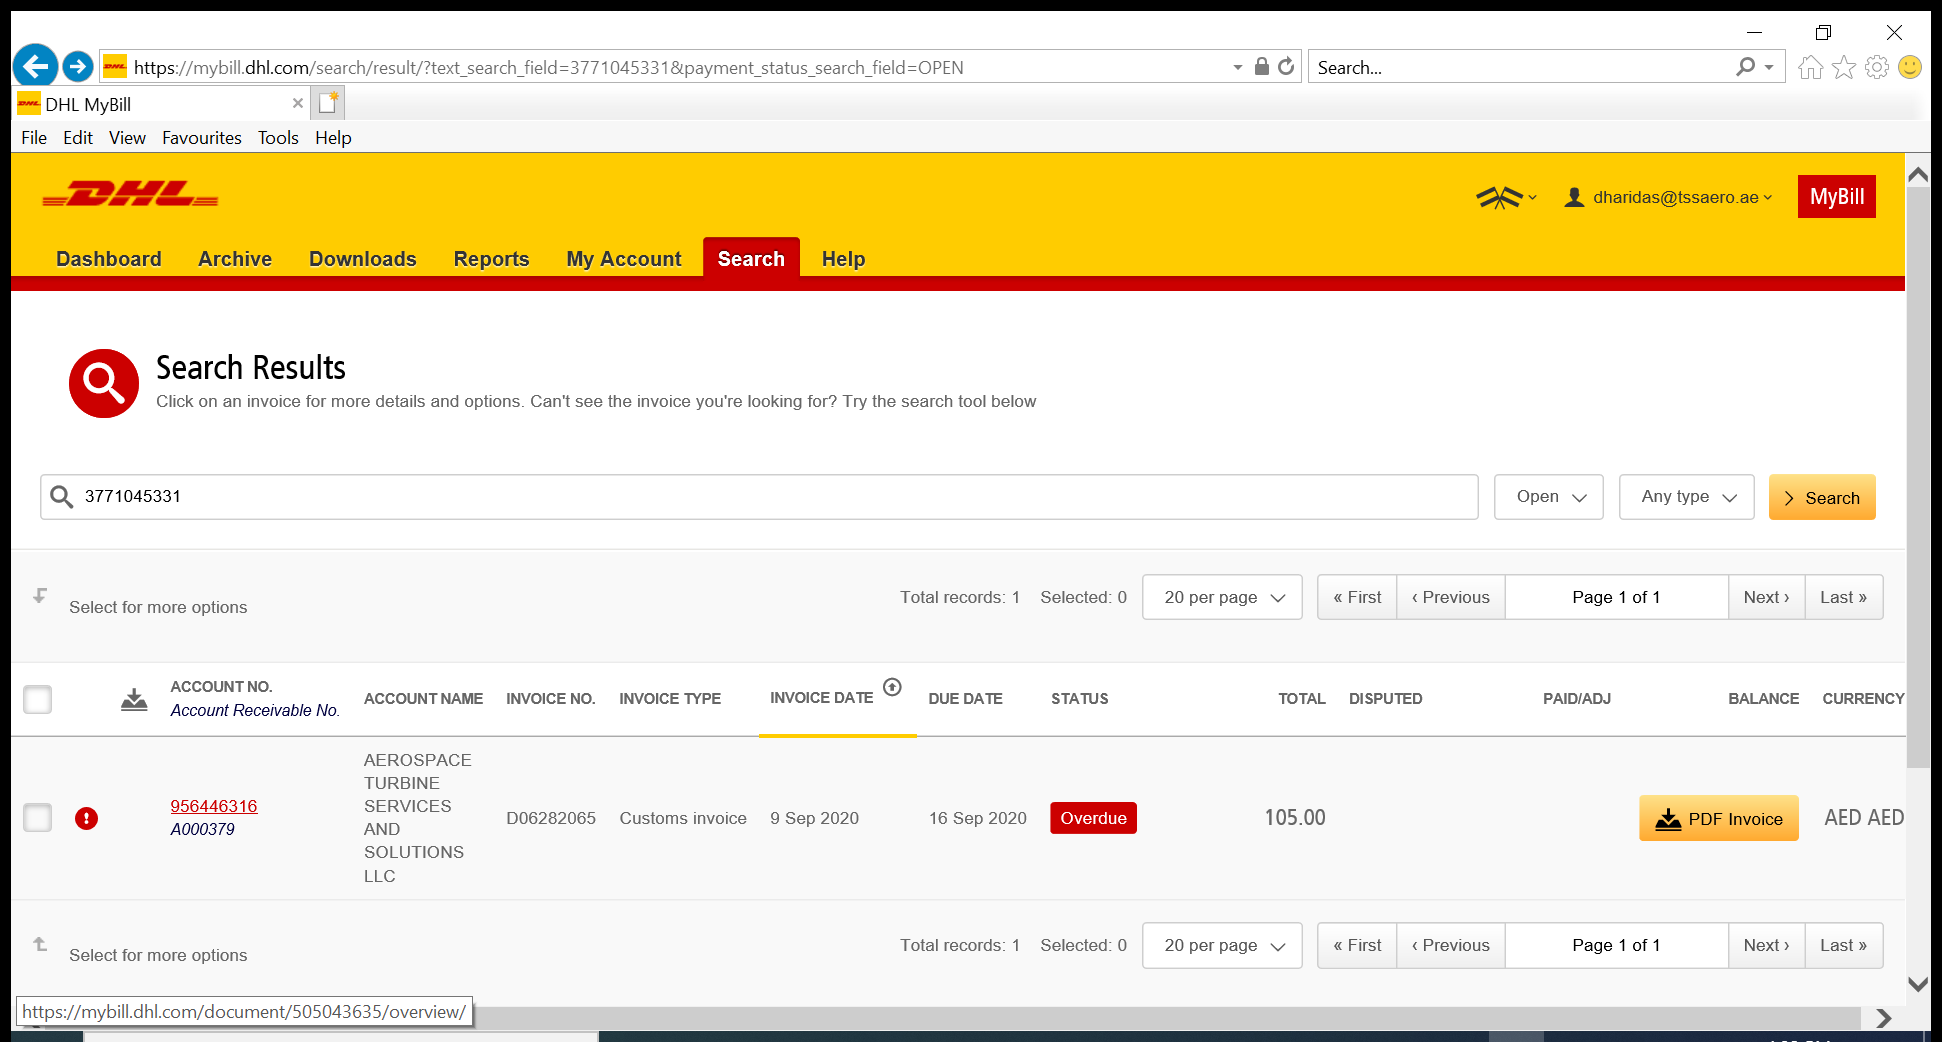 https://mybill.dhl.com/search/result/?text_search_field=3771045331&payment_status_search_field=OPEN
Search...
DHL MyBill
File Edit View Favourites Tools Help
DHL
dharidas@tssaero.ae
MyBill
Dashboard Archive Downloads Reports My Account Search Help
Search Results
Click on an invoice for more details and options. Can't see the invoice you're looking for? Try the search tool below
3771045331
Open
Any type
Search
Select for more options
Total records: 1 Selected: 0 20 per page « First ‹ Previous Page 1 of 1 Next › Last »
ACCOUNT NO.
Account Receivable No.
ACCOUNT NAME INVOICE NO. INVOICE TYPE INVOICE DATE DUE DATE STATUS TOTAL DISPUTED PAID/ADJ BALANCE CURRENCY
956446316
A000379
AEROSPACE
TURBINE
SERVICES
AND
SOLUTIONS
LLC
D06282065 Customs invoice 9 Sep 2020 16 Sep 2020 Overdue 105.00 PDF Invoice AED AED
Select for more options
Total records: 1 Selected: 0 20 per page « First ‹ Previous Page 1 of 1 Next › Last »
https://mybill.dhl.com/document/505043635/overview/